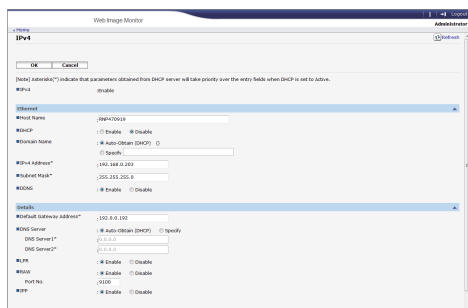 Logout
Web Image Monitor
Administrator
Home
IPv4
Refresh
OK Cancel
[Note] Asterisks(*) indicate that parameters obtained from DHCP server will take priority over the entry fields when DHCP is set to Active.
IPv4 :Enable
Ethernet
Host Name : RNP470919
DHCP : Enable Disable
Domain Name : Auto-Obtain (DHCP) ()
Specify
IPv4 Address* : 192.168.0.203
Subnet Mask* : 255.255.255.0
DDNS : Enable Disable
Details
Default Gateway Address* : 192.0.0.192
DNS Server : Auto-Obtain (DHCP) Specify
DNS Server1* : 0.0.0.0
DNS Server2* : 0.0.0.0
LPR : Enable Disable
RAW : Enable Disable
Port No. : 9100
IPP : Enable Disable